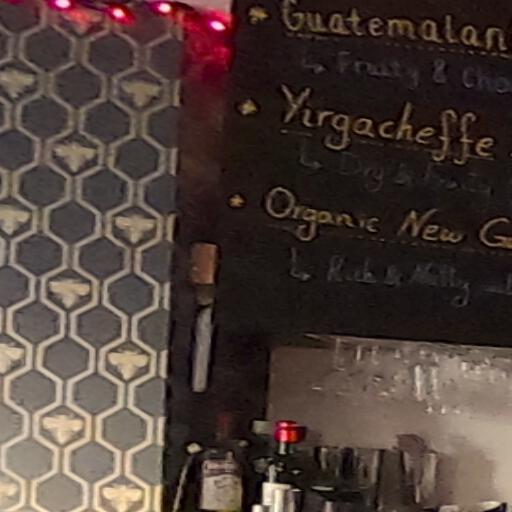 Guatemalan
↳ Fruity & Cho
Yirgacheffe
↳ Dry & Fruity
Organic New G
↳ Rich & Nutty